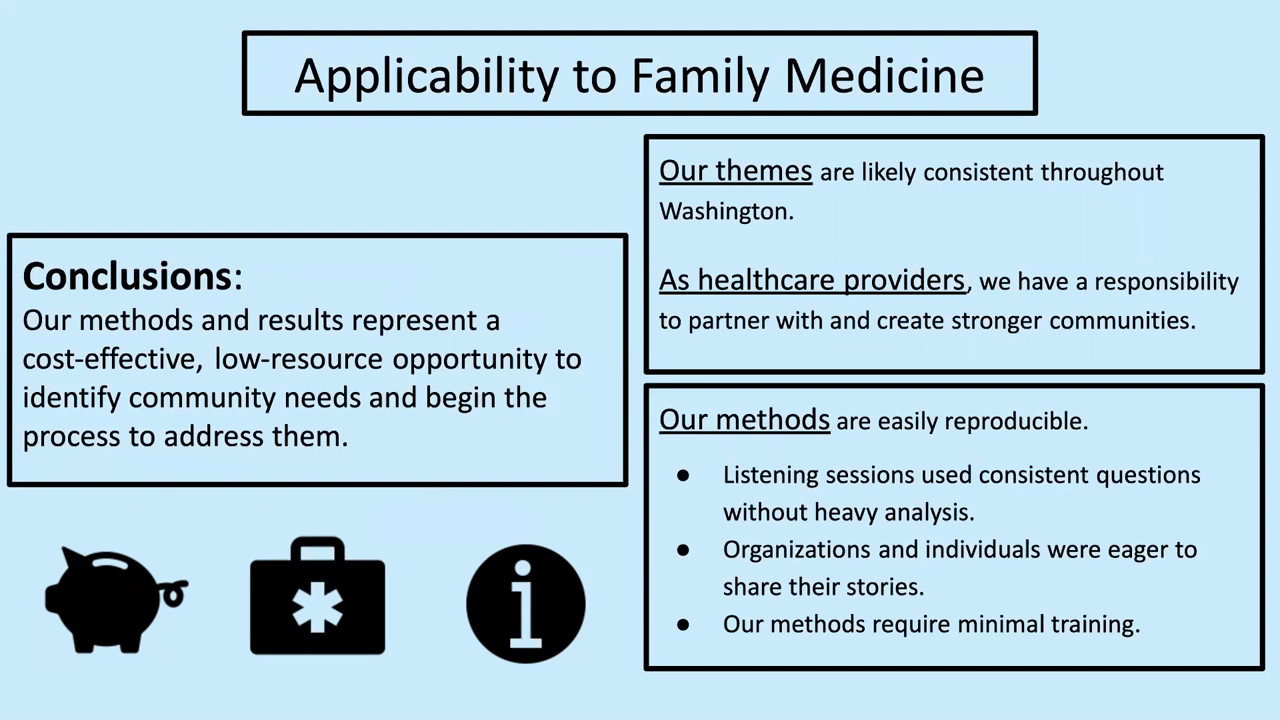 Applicability to Family Medicine
Conclusions:
Our methods and results represent a
cost-effective, low-resource opportunity to
identify community needs and begin the
process to address them.
Our themes are likely consistent throughout
Washington.
As healthcare providers, we have a responsibility
to partner with and create stronger communities.
Our methods are easily reproducible.
● Listening sessions used consistent questions
without heavy analysis.
● Organizations and individuals were eager to
share their stories.
● Our methods require minimal training.